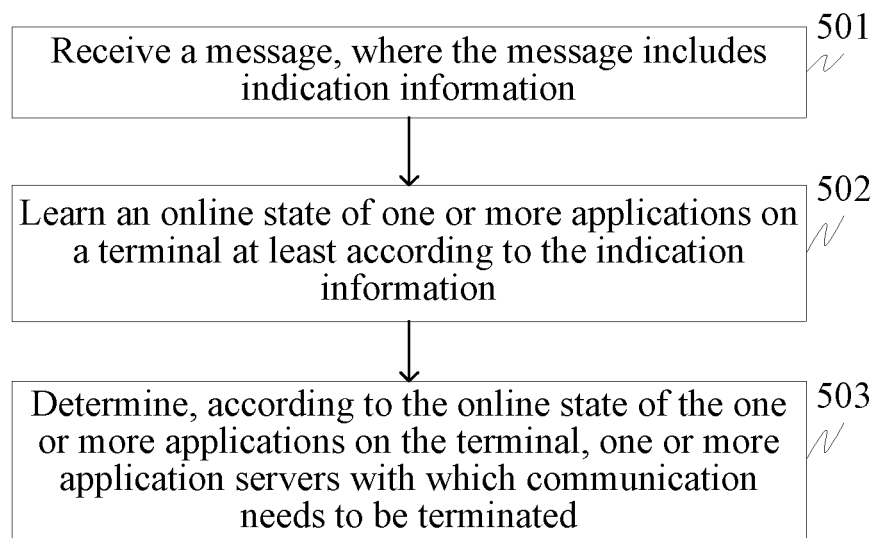 Receive a message, where the message includes
indication information
501
Learn an online state of one or more applications on
a terminal at least according to the indication
information
502
Determine, according to the online state of the one
or more applications on the terminal, one or more
application servers with which communication
needs to be terminated
503